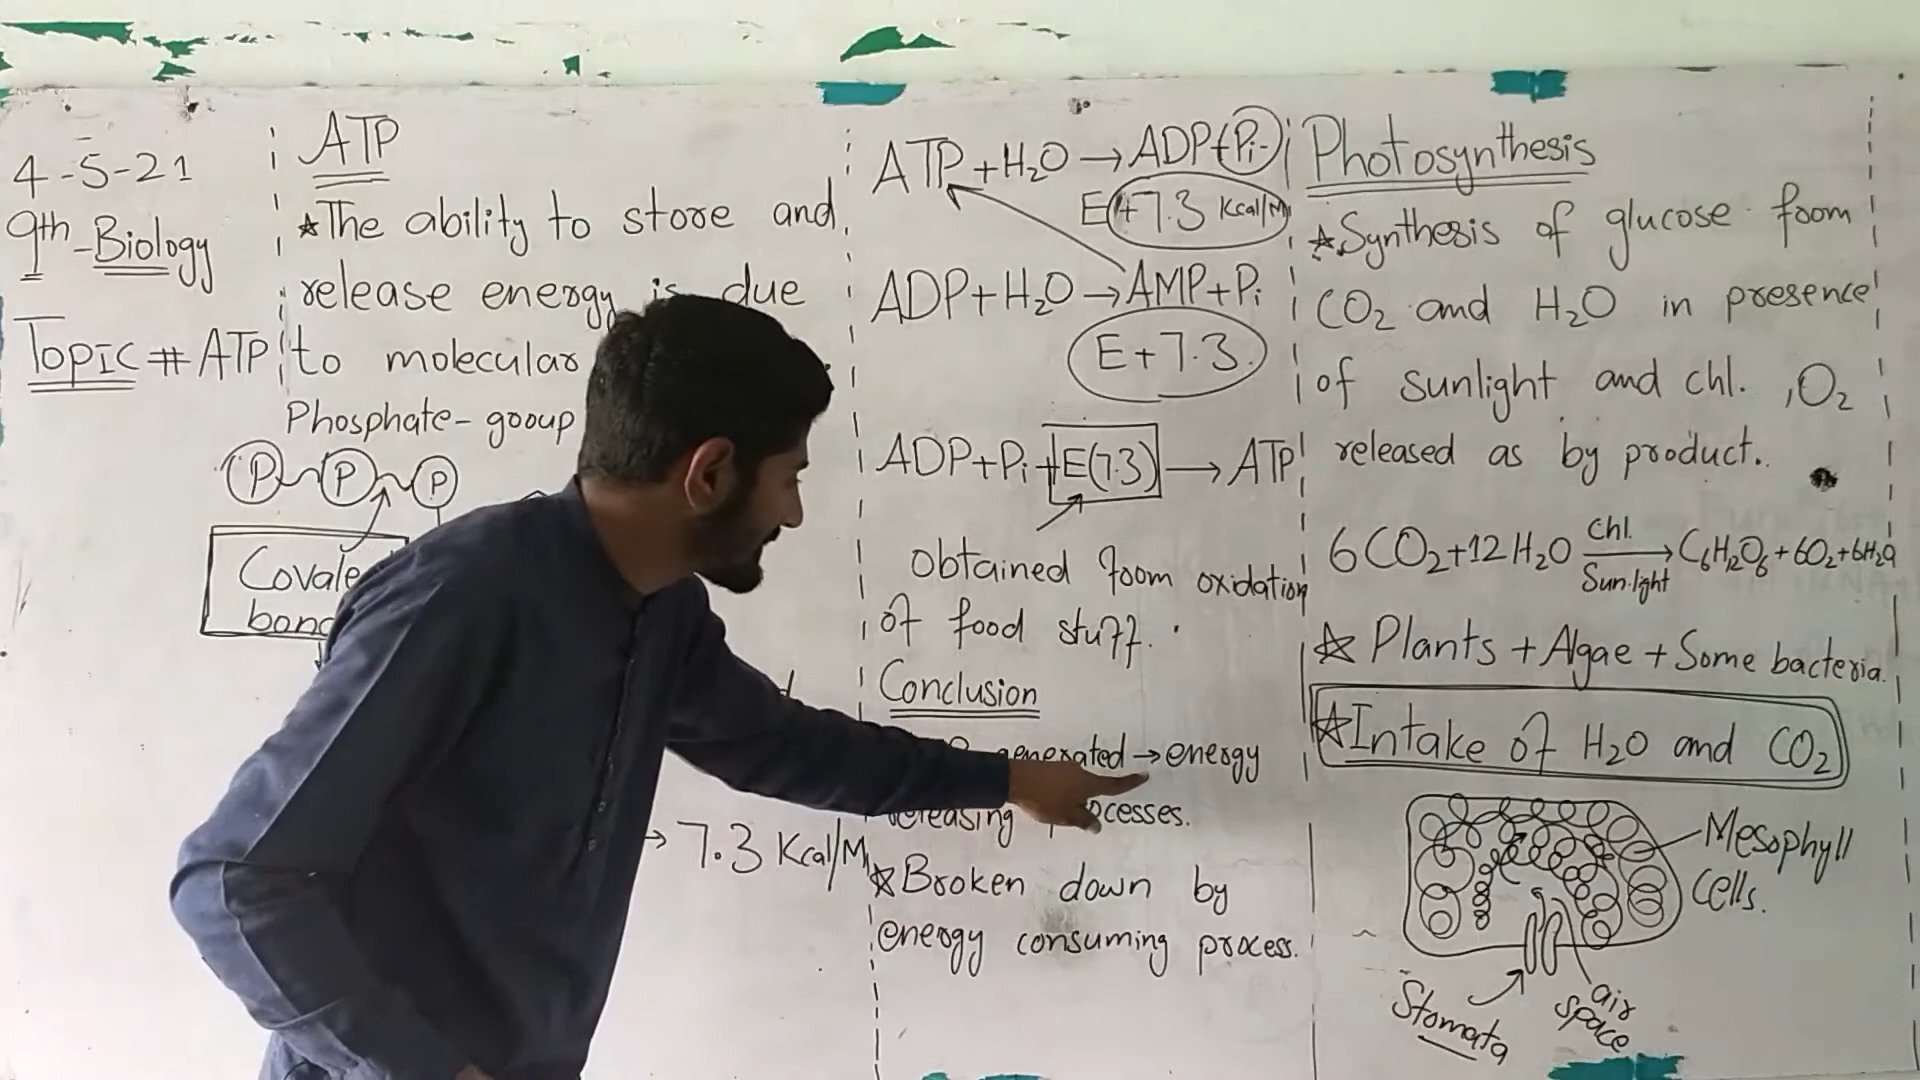 4-5-21
9th-Biology
Topic # ATP
ATP
★The ability to store and
release energy is due
to molecular
Phosphate-group
P~P~P
Covale
bond
→ 7.3 Kcal/M
ATP+H₂O → ADP+Pi
E+7.3 Kcal/M
ADP+H₂O → AMP+Pi
E+7.3.
ADP+Pi+E(7.3) → ATP
Obtained from oxidation
of food stuff.
Conclusion
generated → energy
releasing processes.
★Broken down by
energy consuming process.
Photosynthesis
★Synthesis of glucose from
CO₂ and H₂O in presence
of sunlight and chl. , O₂
released as by product.
Chl.
6CO₂+12H₂O → C₆H₁₂O₆+6O₂+6H₂O
Sun.light
★ Plants + Algae + Some bacteria.
★Intake of H₂O and CO₂
Mesophyll
Cells.
Stomata
air
space